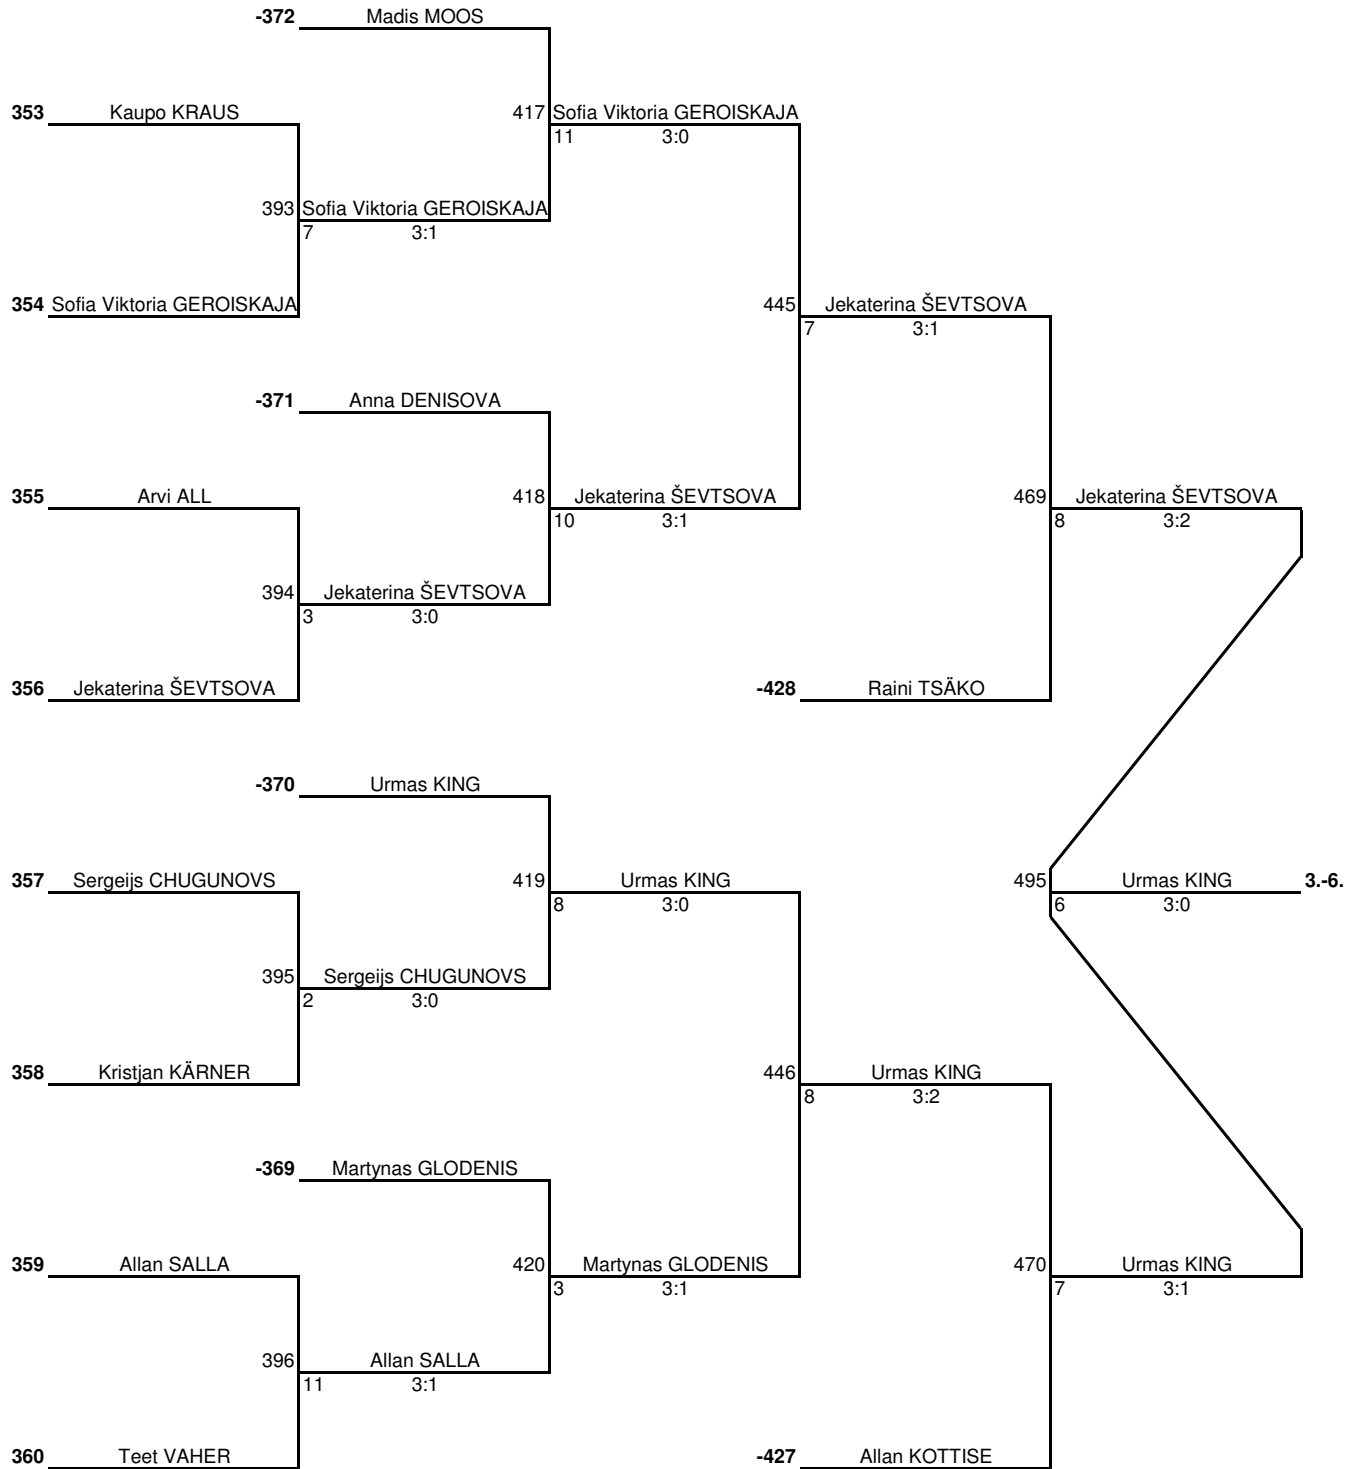 -372 Madis MOOS
353 Kaupo KRAUS 417 Sofia Viktoria GEROISKAJA
11 3:0
393 Sofia Viktoria GEROISKAJA
7 3:1
354 Sofia Viktoria GEROISKAJA 445 Jekaterina ŠEVTSOVA
7 3:1
-371 Anna DENISOVA
355 Arvi ALL 418 Jekaterina ŠEVTSOVA 469 Jekaterina ŠEVTSOVA
10 3:1 8 3:2
394 Jekaterina ŠEVTSOVA
3 3:0
356 Jekaterina ŠEVTSOVA -428 Raini TSÄKO
-370 Urmas KING
357 Sergeijs CHUGUNOVS 419 Urmas KING 495 Urmas KING 3.-6.
8 3:0 6 3:0
395 Sergeijs CHUGUNOVS
2 3:0
358 Kristjan KÄRNER 446 Urmas KING
8 3:2
-369 Martynas GLODENIS
359 Allan SALLA 420 Martynas GLODENIS 470 Urmas KING
3 3:1 7 3:1
396 Allan SALLA
11 3:1
360 Teet VAHER -427 Allan KOTTISE